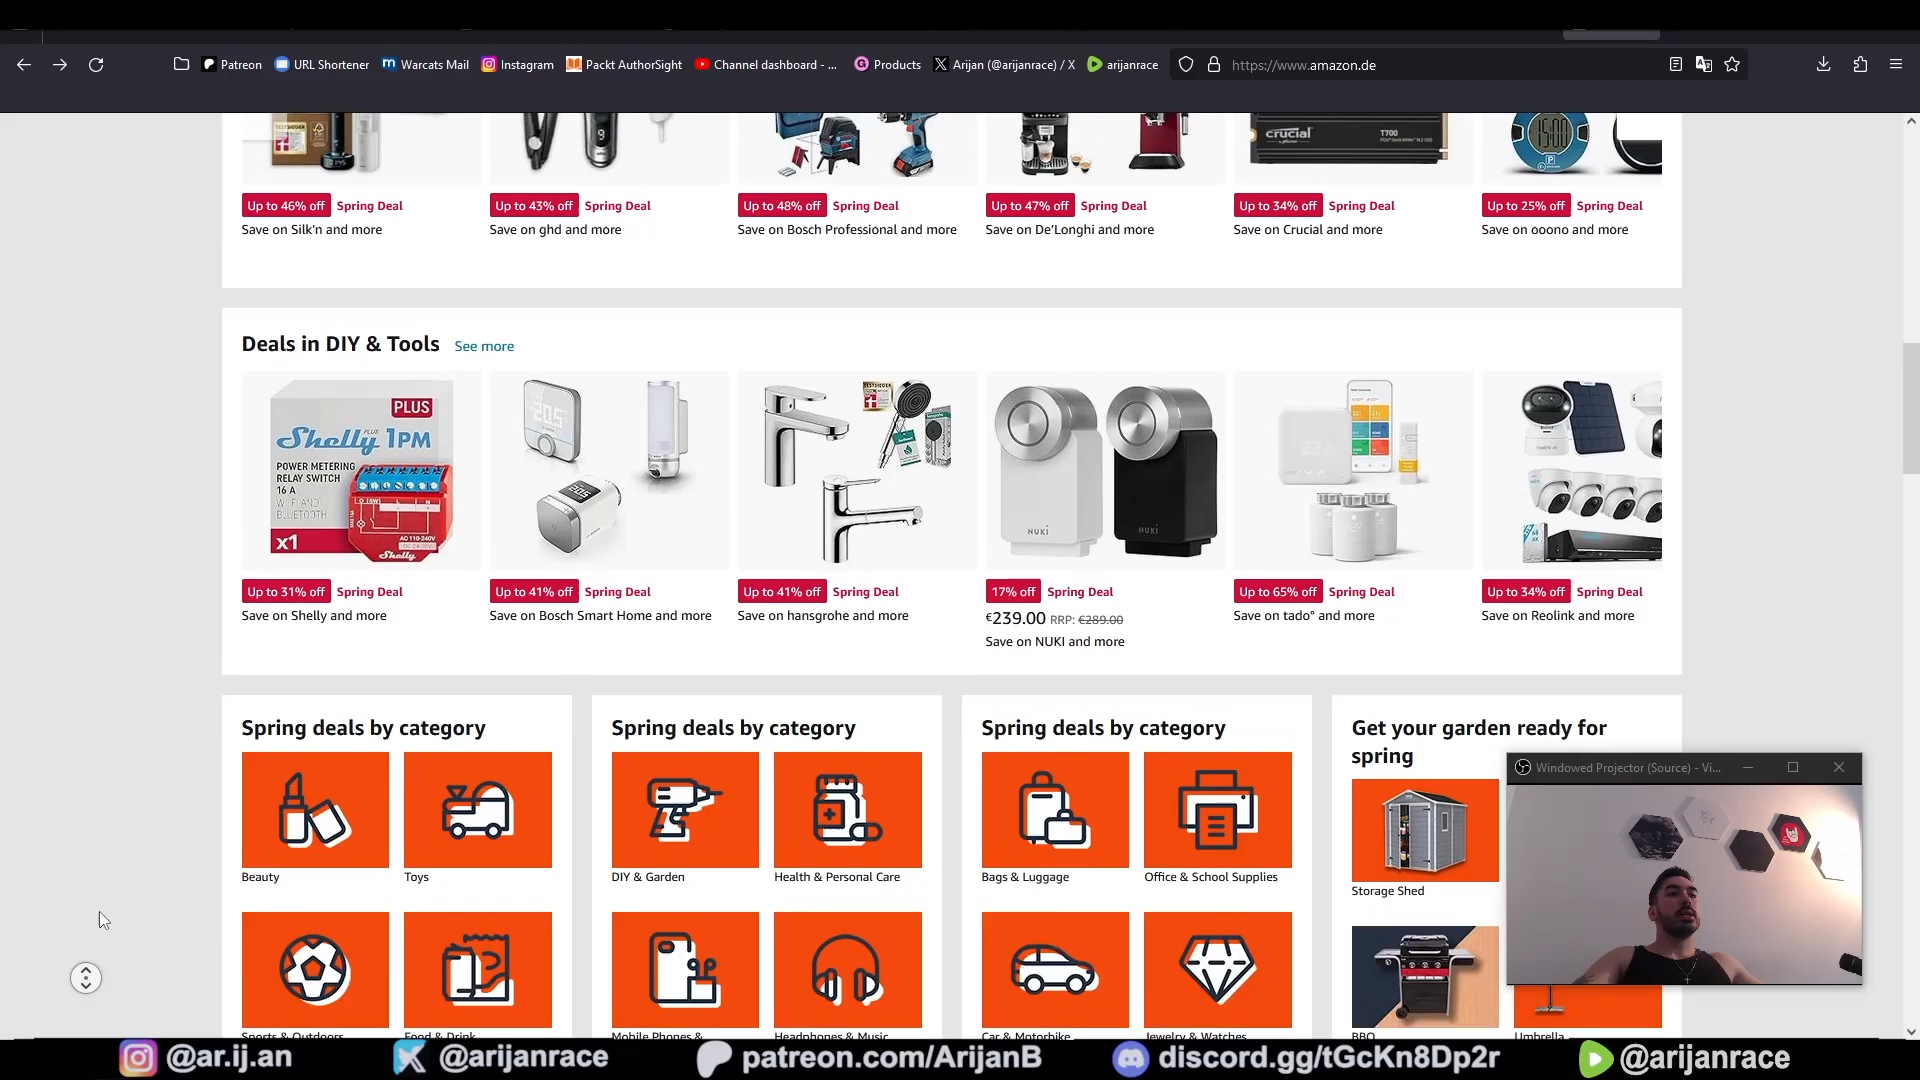 Patreon URL Shortener Warcats Mail Instagram Packt AuthorSight Channel dashboard - ... Products Arijan (@arijanrace) / X arijanrace https://www.amazon.de
crucial T700
15:00
Up to 46% off Spring Deal
Save on Silk'n and more
Up to 43% off Spring Deal
Save on ghd and more
Up to 48% off Spring Deal
Save on Bosch Professional and more
Up to 47% off Spring Deal
Save on De'Longhi and more
Up to 34% off Spring Deal
Save on Crucial and more
Up to 25% off Spring Deal
Save on ooono and more
Deals in DIY & Tools See more
PLUS
Shelly PLUS 1PM
POWER METERING
RELAY SWITCH
16 A
WI-FI AND
BLUETOOTH
x1
AC 110-240V
Shelly
NUKI NUKI
Up to 31% off Spring Deal
Save on Shelly and more
Up to 41% off Spring Deal
Save on Bosch Smart Home and more
Up to 41% off Spring Deal
Save on hansgrohe and more
17% off Spring Deal
€239.00 RRP: €289.00
Save on NUKI and more
Up to 65% off Spring Deal
Save on tado° and more
Up to 34% off Spring Deal
Save on Reolink and more
Spring deals by category
Beauty Toys
Sports & Outdoors Food & Drink
Spring deals by category
DIY & Garden Health & Personal Care
Mobile Phones & Headphones & Music
Spring deals by category
Bags & Luggage Office & School Supplies
Car & Motorbike Jewelry & Watches
Get your garden ready for
spring
Storage Shed
BBQ Umbrella
Windowed Projector (Source) - Vi...
@ar.ij.an @arijanrace patreon.com/ArijanB discord.gg/tGcKn8Dp2r @arijanrace